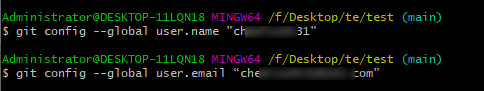 Administrator@DESKTOP-11LQN18 MINGW64 /f/Desktop/te/test (main)
$ git config --global user.name "ch 31"
Administrator@DESKTOP-11LQN18 MINGW64 /f/Desktop/te/test (main)
$ git config --global user.email “che com”